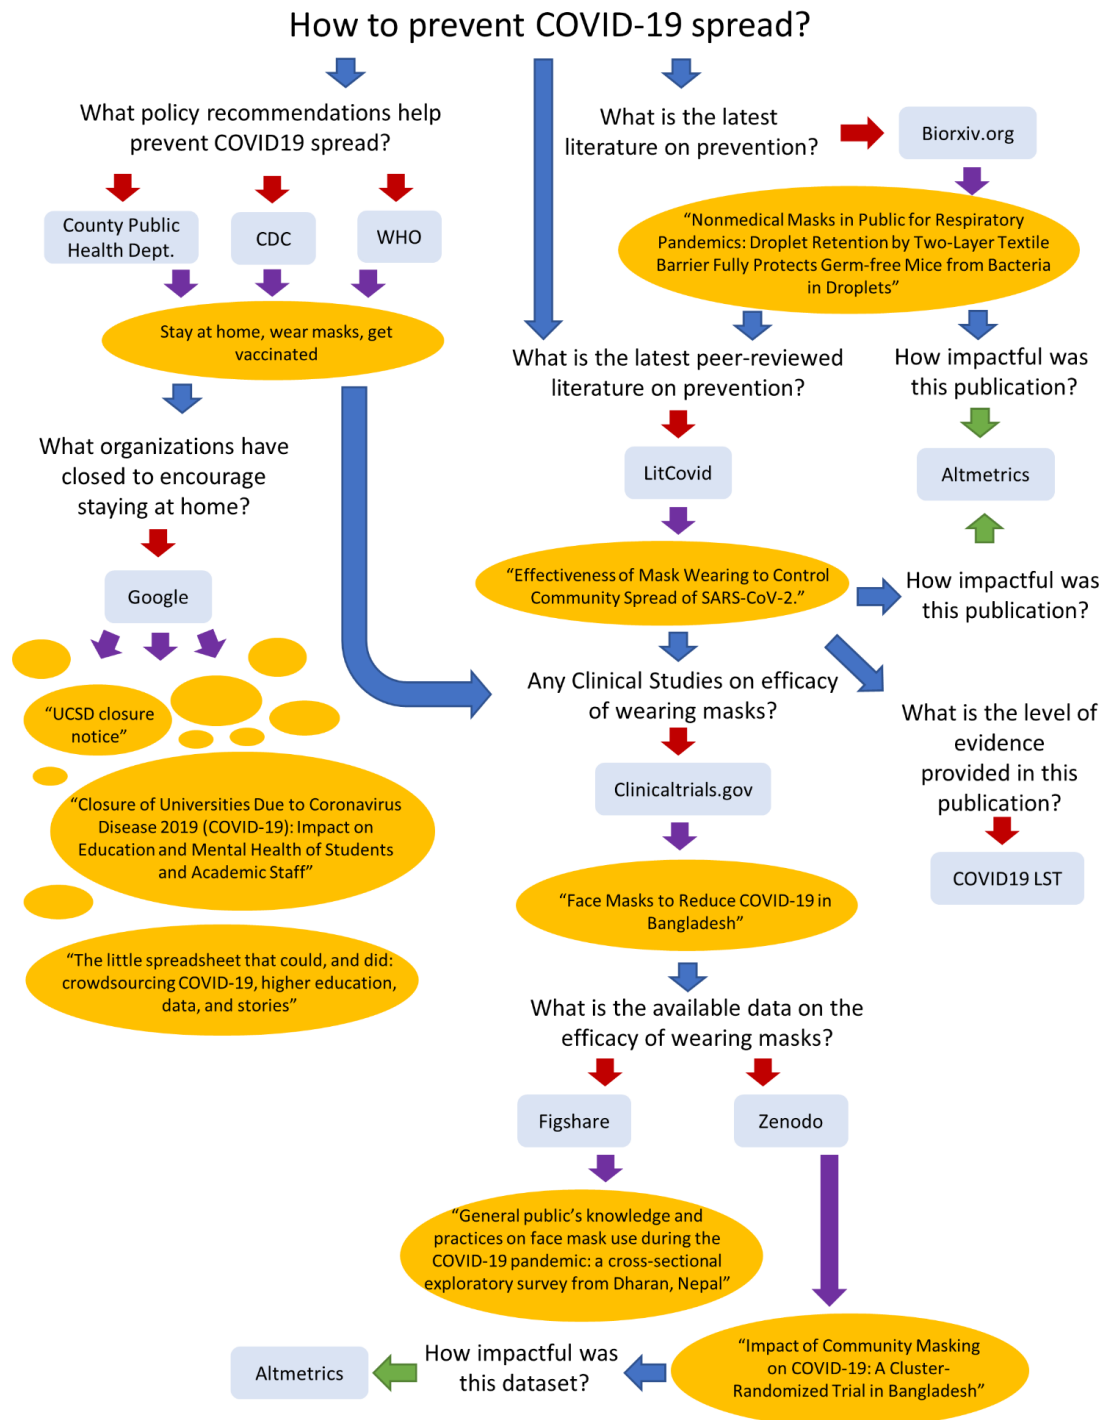 How to prevent COVID-19 spread?
What policy recommendations help
prevent COVID19 spread?
County Public
Health Dept.
CDC
WHO
Stay at home, wear masks, get
vaccinated
What organizations have
closed to encourage
staying at home?
Google
“UCSD closure
notice”
“Closure of Universities Due to Coronavirus
Disease 2019 (COVID-19): Impact on
Education and Mental Health of Students
and Academic Staff”
“The little spreadsheet that could, and did:
crowdsourcing COVID-19, higher education,
data, and stories”
What is the latest
literature on prevention?
Biorxiv.org
“Nonmedical Masks in Public for Respiratory
Pandemics: Droplet Retention by Two-Layer Textile
Barrier Fully Protects Germ-free Mice from Bacteria
in Droplets”
What is the latest peer-reviewed
literature on prevention?
How impactful was
this publication?
LitCovid
Altmetrics
“Effectiveness of Mask Wearing to Control
Community Spread of SARS-CoV-2.”
How impactful was
this publication?
Any Clinical Studies on efficacy
of wearing masks?
What is the level of
evidence
provided in this
publication?
Clinicaltrials.gov
COVID19 LST
“Face Masks to Reduce COVID-19 in
Bangladesh”
What is the available data on the
efficacy of wearing masks?
Figshare
Zenodo
“General public’s knowledge and
practices on face mask use during the
COVID-19 pandemic: a cross-sectional
exploratory survey from Dharan, Nepal”
“Impact of Community Masking
on COVID-19: A Cluster-
Randomized Trial in Bangladesh”
How impactful was
this dataset?
Altmetrics